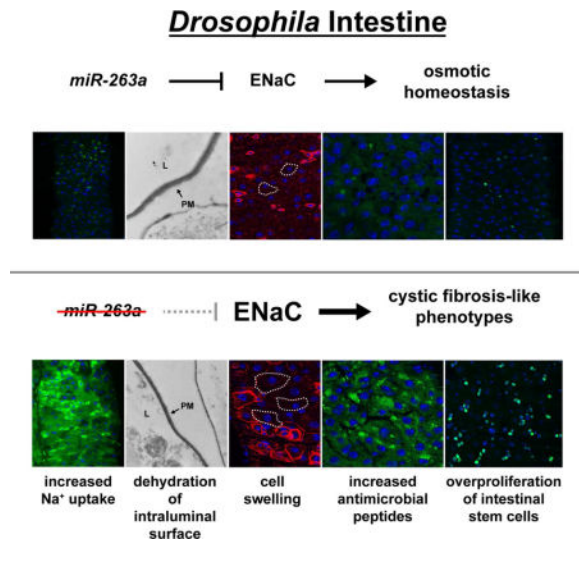 Drosophila Intestine
miR-263a ENaC osmotic
homeostasis
L
PM
miR-263a ENaC cystic fibrosis-like
phenotypes
L
PM
increased
Na⁺ uptake
dehydration
of
intraluminal
surface
cell
swelling
increased
antimicrobial
peptides
overproliferation
of intestinal
stem cells